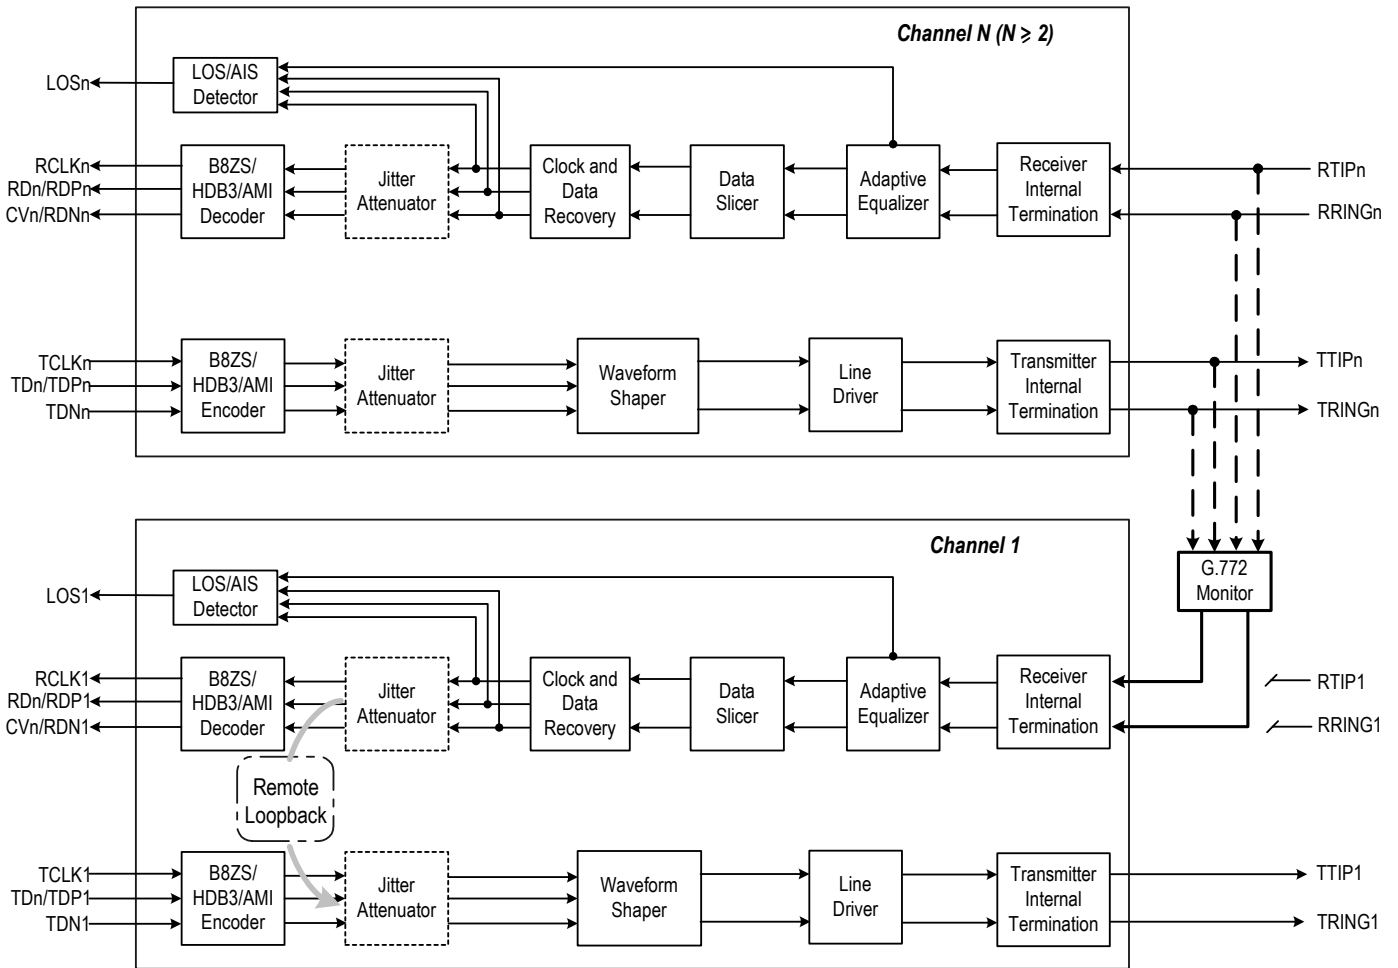 Channel N (N ⩾ 2)
LOSn
LOS/AIS
Detector
RCLKn
RDn/RDPn
CVn/RDNn
B8ZS/
HDB3/AMI
Decoder
Jitter
Attenuator
Clock and
Data
Recovery
Data
Slicer
Adaptive
Equalizer
Receiver
Internal
Termination
RTIPn
RRINGn
TCLKn
TDn/TDPn
TDNn
B8ZS/
HDB3/AMI
Encoder
Jitter
Attenuator
Waveform
Shaper
Line
Driver
Transmitter
Internal
Termination
TTIPn
TRINGn
Channel 1
G.772
Monitor
LOS1
LOS/AIS
Detector
RCLK1
RDn/RDP1
CVn/RDN1
B8ZS/
HDB3/AMI
Decoder
Jitter
Attenuator
Clock and
Data
Recovery
Data
Slicer
Adaptive
Equalizer
Receiver
Internal
Termination
RTIP1
RRING1
Remote
Loopback
TCLK1
TDn/TDP1
TDN1
B8ZS/
HDB3/AMI
Encoder
Jitter
Attenuator
Waveform
Shaper
Line
Driver
Transmitter
Internal
Termination
TTIP1
TRING1